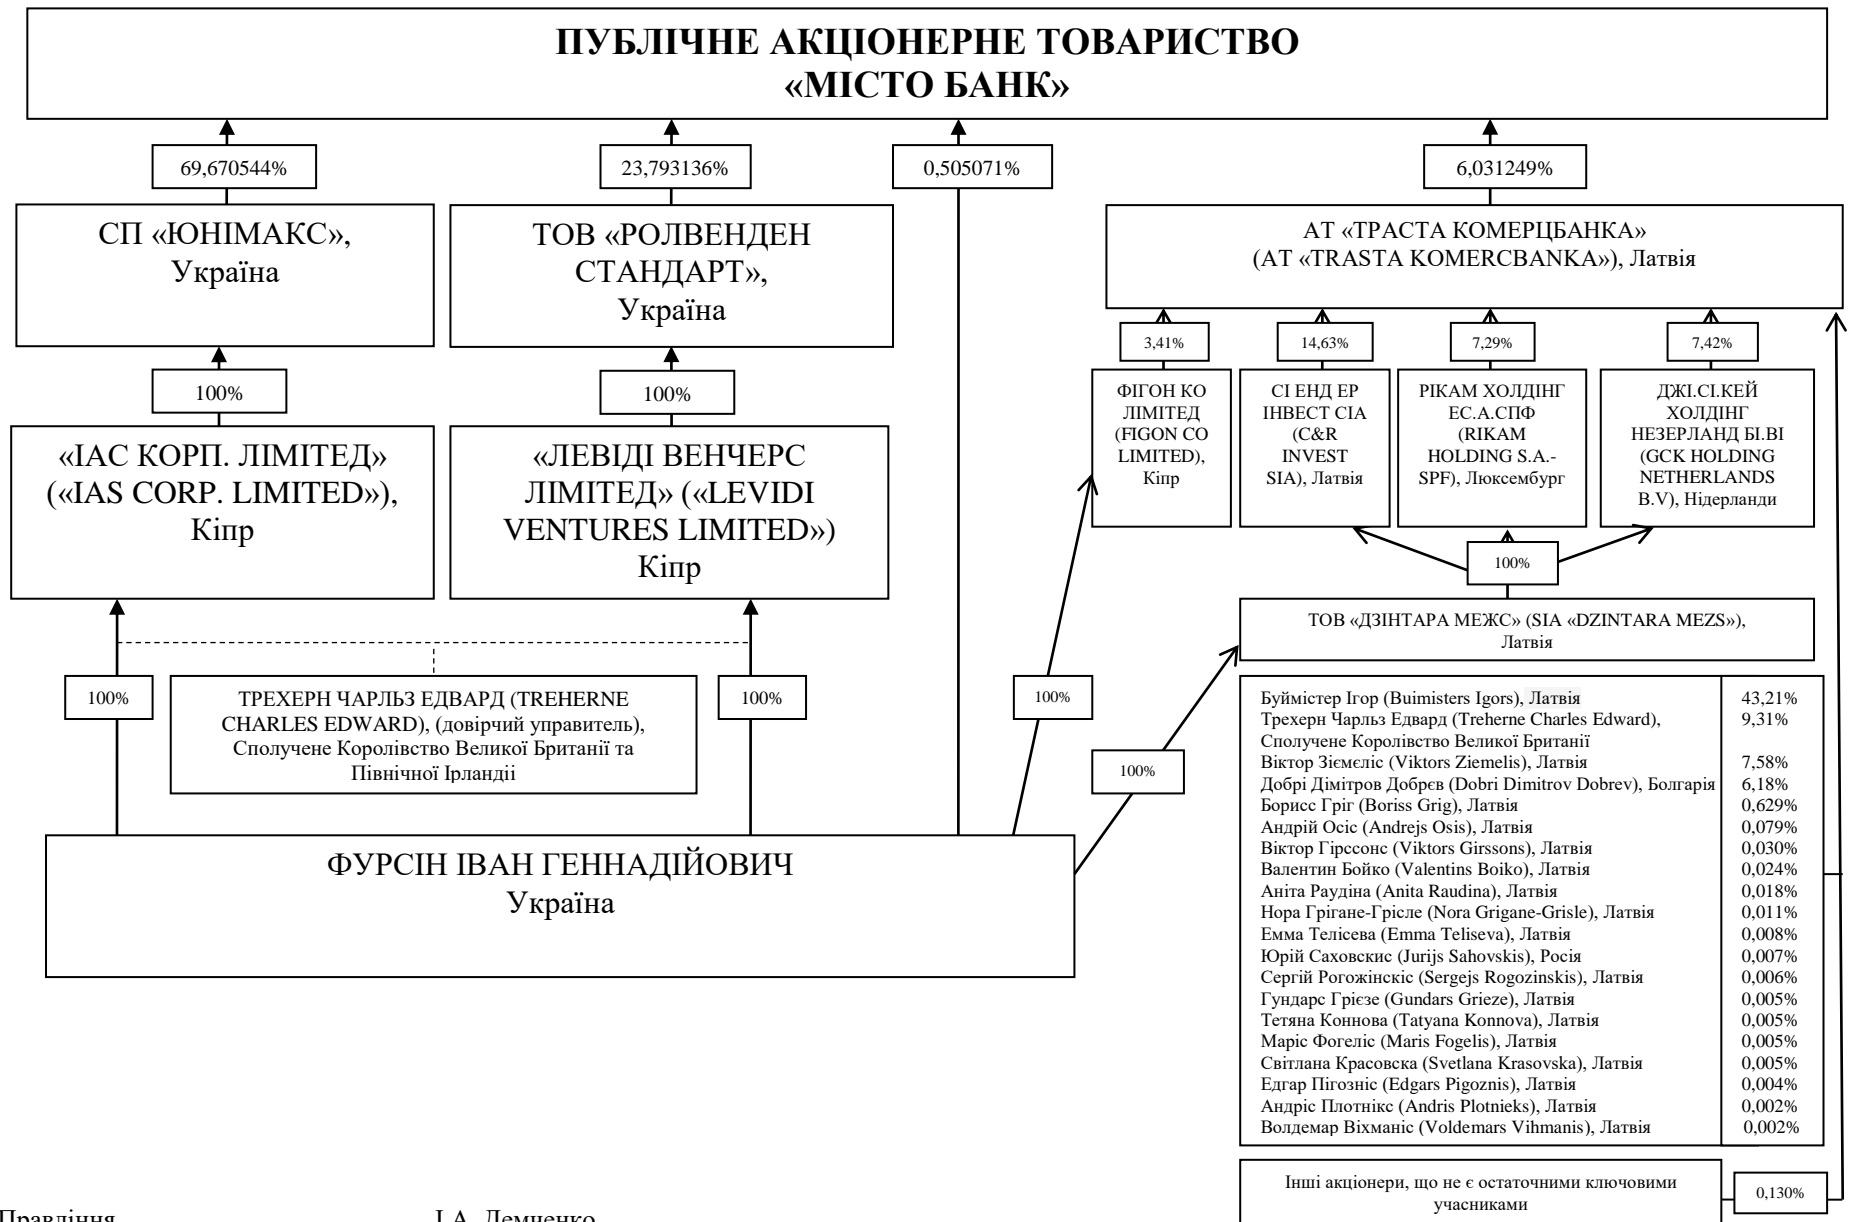 ПУБЛІЧНЕ АКЦІОНЕРНЕ ТОВАРИСТВО
«МІСТО БАНК»
69,670544%
23,793136%
0,505071%
6,031249%
СП «ЮНІМАКС»,
Україна
ТОВ «РОЛВЕНДЕН
СТАНДАРТ»,
Україна
АТ «ТРАСТА КОМЕРЦБАНКА»
(АТ «TRASTA KOMERCBANKA»), Латвія
100%
100%
3,41%
14,63%
7,29%
7,42%
«ІАС КОРП. ЛІМІТЕД»
(«IAS CORP. LIMITED»),
Кіпр
«ЛЕВІДІ ВЕНЧЕРС
ЛІМІТЕД» («LEVIDI
VENTURES LIMITED»)
Кіпр
ФІГОН КО
ЛІМІТЕД
(FIGON CO
LIMITED),
Кіпр
СІ ЕНД ЕР
ІНВЕСТ СІА
(C&R
INVEST
SIA), Латвія
РІКАМ ХОЛДІНГ
ЕС.А.СПФ
(RIKAM
HOLDING S.A.-
SPF), Люксембург
ДЖІ.СІ.КЕЙ
ХОЛДІНГ
НЕЗЕРЛАНД БІ.ВІ
(GCK HOLDING
NETHERLANDS
B.V), Нідерланди
100%
ТОВ «ДЗІНТАРА МЕЖС» (SIA «DZINTARA MEZS»),
Латвія
100%
ТРЕХЕРН ЧАРЛЬЗ ЕДВАРД (TREHERNE
CHARLES EDWARD), (довірчий управитель),
Сполучене Королівство Великої Британії та
Північної Ірландії
100%
100%
100%
ФУРСІН ІВАН ГЕННАДІЙОВИЧ
Україна
Буймістер Ігор (Buimisters Igors), Латвія 43,21%
Трехерн Чарльз Едвард (Treherne Charles Edward), 9,31%
Сполучене Королівство Великої Британії
Віктор Зіємєліс (Viktors Ziemelis), Латвія 7,58%
Добрі Дімітров Добрєв (Dobri Dimitrov Dobrev), Болгарія 6,18%
Борисс Гріг (Boriss Grig), Латвія 0,629%
Андрій Осіс (Andrejs Osis), Латвія 0,079%
Віктор Гірссонс (Viktors Girssons), Латвія 0,030%
Валентин Бойко (Valentins Boiko), Латвія 0,024%
Аніта Раудіна (Anita Raudina), Латвія 0,018%
Нора Грігане-Грісле (Nora Grigane-Grisle), Латвія 0,011%
Емма Телісева (Emma Teliseva), Латвія 0,008%
Юрій Саховскис (Jurijs Sahovskis), Росія 0,007%
Сергій Рогожінскіс (Sergejs Rogozinskis), Латвія 0,006%
Гундарс Грієзе (Gundars Grieze), Латвія 0,005%
Тетяна Коннова (Tatyana Konnova), Латвія 0,005%
Маріс Фогеліс (Maris Fogelis), Латвія 0,005%
Світлана Красовска (Svetlana Krasovska), Латвія 0,005%
Едгар Пігозніс (Edgars Pigoznis), Латвія 0,004%
Андріс Плотнікс (Andris Plotnieks), Латвія 0,002%
Волдемар Віхманіс (Voldemars Vihmanis), Латвія 0,002%
Інші акціонери, що не є остаточними ключовими
учасниками
0,130%
Правління І.А. Демченко